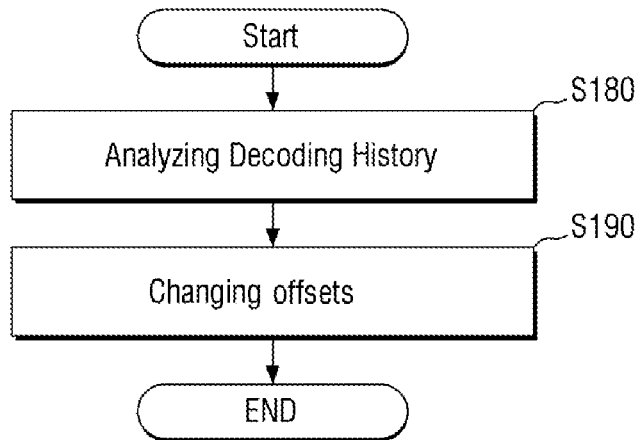 Start
S180
Analyzing Decoding History
S190
Changing offsets
END